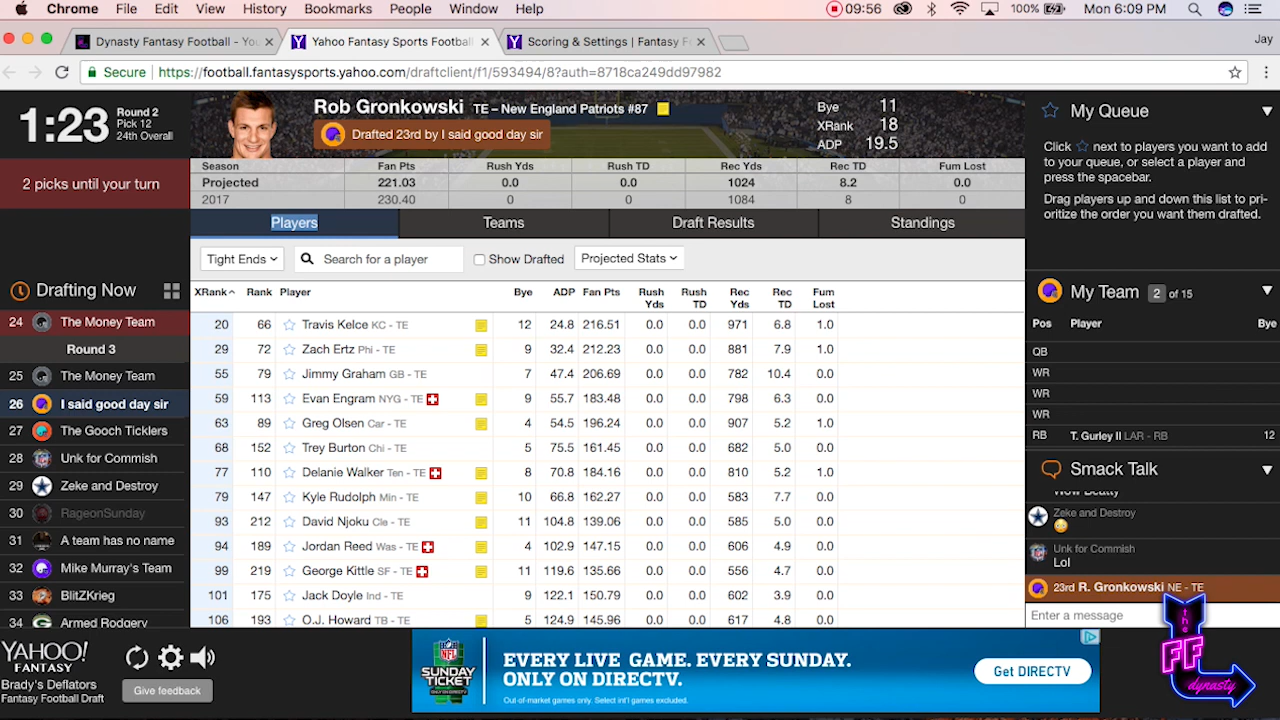 Chrome File Edit View History Bookmarks People Window Help 09:56 100% Mon 6:09 PM
Dynasty Fantasy Football - You × Yahoo Fantasy Sports Football × Scoring & Settings | Fantasy F × Jay
Secure https://football.fantasysports.yahoo.com/draftclient/f1/593494/8?auth=8718ca249dd97982
1:23 Round 2
Pick 12
24th Overall
2 picks until your turn
Rob Gronkowski TE – New England Patriots #87
Drafted 23rd by I said good day sir
Bye 11
XRank 18
ADP 19.5
Season Fan Pts Rush Yds Rush TD Rec Yds Rec TD Fum Lost
Projected 221.03 0.0 0.0 1024 8.2 0.0
2017 230.40 0 0 1084 8 0
Players Teams Draft Results Standings
Tight Ends Search for a player Show Drafted Projected Stats
XRank Rank Player Bye ADP Fan Pts Rush Yds Rush TD Rec Yds Rec TD Fum Lost
20 66 Travis Kelce KC - TE 12 24.8 216.51 0.0 0.0 971 6.8 1.0
29 72 Zach Ertz Phi - TE 9 32.4 212.23 0.0 0.0 881 7.9 1.0
55 79 Jimmy Graham GB - TE 7 47.4 206.69 0.0 0.0 782 10.4 0.0
59 113 Evan Engram NYG - TE 9 55.7 183.48 0.0 0.0 798 6.3 0.0
63 89 Greg Olsen Car - TE 4 54.5 196.24 0.0 0.0 907 5.2 1.0
68 152 Trey Burton Chi - TE 5 75.5 161.45 0.0 0.0 682 5.0 0.0
77 110 Delanie Walker Ten - TE 8 70.8 184.16 0.0 0.0 810 5.2 1.0
79 147 Kyle Rudolph Min - TE 10 66.8 162.27 0.0 0.0 583 7.7 0.0
93 212 David Njoku Cle - TE 11 104.8 139.06 0.0 0.0 585 5.0 0.0
94 189 Jordan Reed Was - TE 4 102.9 147.15 0.0 0.0 606 4.9 0.0
99 219 George Kittle SF - TE 11 119.6 135.66 0.0 0.0 556 4.7 0.0
101 175 Jack Doyle Ind - TE 9 122.1 150.79 0.0 0.0 602 3.9 0.0
106 193 O.J. Howard TB - TE 5 124.9 145.96 0.0 0.0 617 4.8 0.0
Drafting Now
24 The Money Team
Round 3
25 The Money Team
26 I said good day sir
27 The Gooch Ticklers
28 Unk for Commish
29 Zeke and Destroy
30 RageonSunday
31 A team has no name
32 Mike Murray's Team
33 BlitZKrieg
34 Armed Rodgery
My Queue
Click next to players you want to add
to your queue, or select a player and
press the spacebar.
Drag players up and down this list to pri-
oritize the order you want them drafted.
My Team 2 of 15
Pos Player Bye
QB
WR
WR
WR
RB T. Gurley II LAR - RB 12
Smack Talk
Wow Beatty
Zeke and Destroy
Unk for Commish
Lol
23rd R. Gronkowski NE - TE
Enter a message
YAHOO!
FANTASY
Brady's Deflators
Fantasy Football Draft
Give feedback
NFL
SUNDAY
TICKET
ONLY ON DIRECTV
EVERY LIVE GAME. EVERY SUNDAY.
ONLY ON DIRECTV.
Out-of-market games only. Select int'l games excluded.
Get DIRECTV
the
FF
dynasty